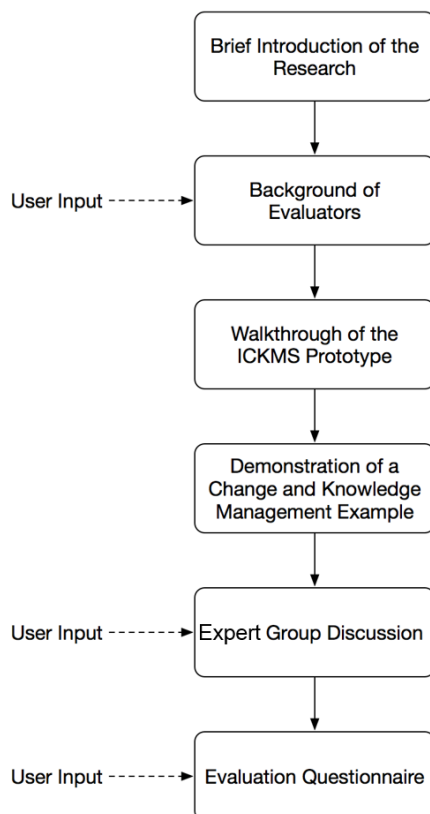 Brief Introduction of the
Research
User Input
Background of
Evaluators
Walkthrough of the
ICKMS Prototype
Demonstration of a
Change and Knowledge
Management Example
User Input
Expert Group Discussion
User Input
Evaluation Questionnaire